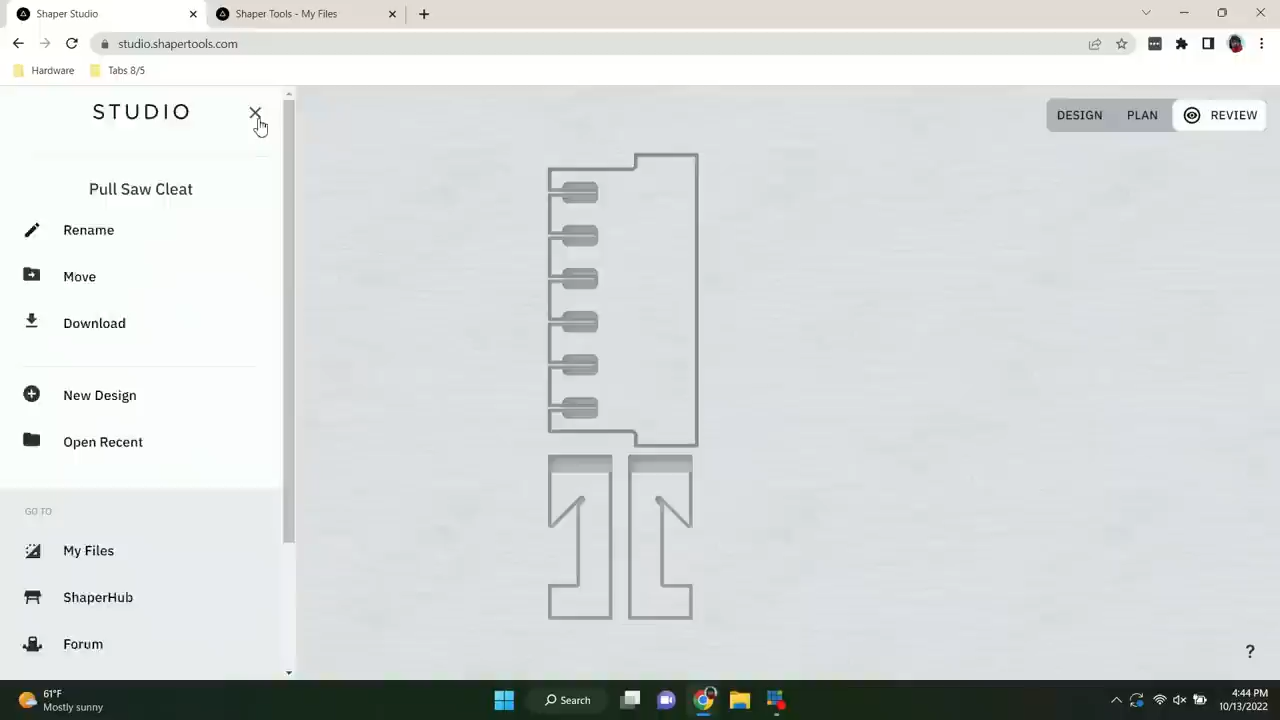 Shaper Studio
Shaper Tools - My Files
studio.shapertools.com
Hardware
Tabs 8/5
STUDIO
DESIGN
PLAN
REVIEW
Pull Saw Cleat
Rename
Move
Download
New Design
Open Recent
GO TO
My Files
ShaperHub
Forum
?
61°F
Mostly sunny
Search
4:44 PM
10/13/2022